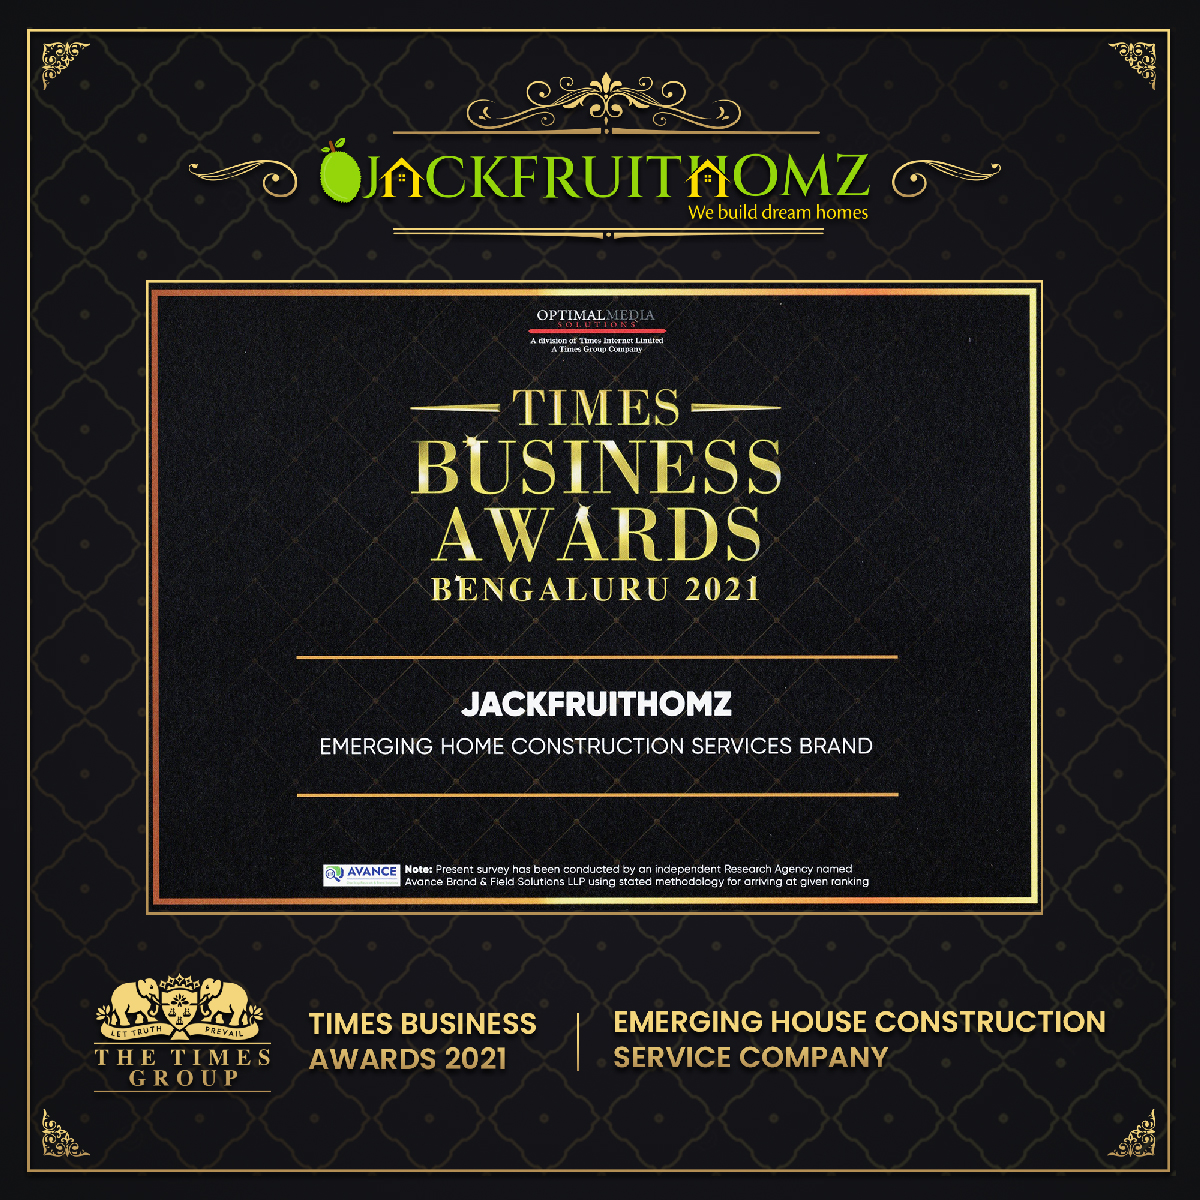 JACKFRUITHOMZ
We build dream homes
OPTIMALMEDIA
SOLUTIONS
A division of Times Internet Limited
A Times Group Company
TIMES
BUSINESS
AWARDS
BENGALURU 2021
JACKFRUITHOMZ
EMERGING HOME CONSTRUCTION SERVICES BRAND
AVANCE
Note: Present survey has been conducted by an independent Research Agency named
Avance Brand & Field Solutions LLP using stated methodology for arriving at given ranking
LET TRUTH PREVAIL
THE TIMES
GROUP
TIMES BUSINESS
AWARDS 2021
EMERGING HOUSE CONSTRUCTION
SERVICE COMPANY